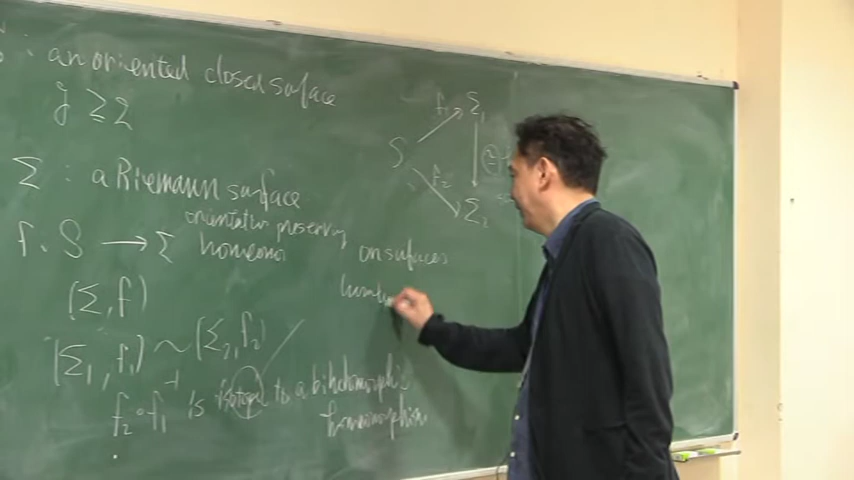 S : an oriented closed surface
g ≥ 2
Σ : a Riemann surface
orientation preserving
f. S → Σ homeomor
(Σ, f)
(Σ₁, f₁) ~ (Σ₂, f₂)
f₂ ∘ f₁⁻¹ is isotopic to a biholomorphic
homeomorphism
f₁ Σ₁
S
f₂
Σ₂
on surfaces